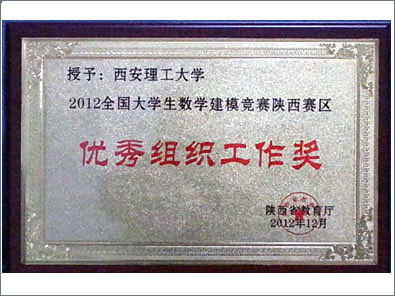 授予：西安理工大学
2012全国大学生数学建模竞赛陕西赛区
优秀组织工作奖
陕西省教育厅
2012年12月